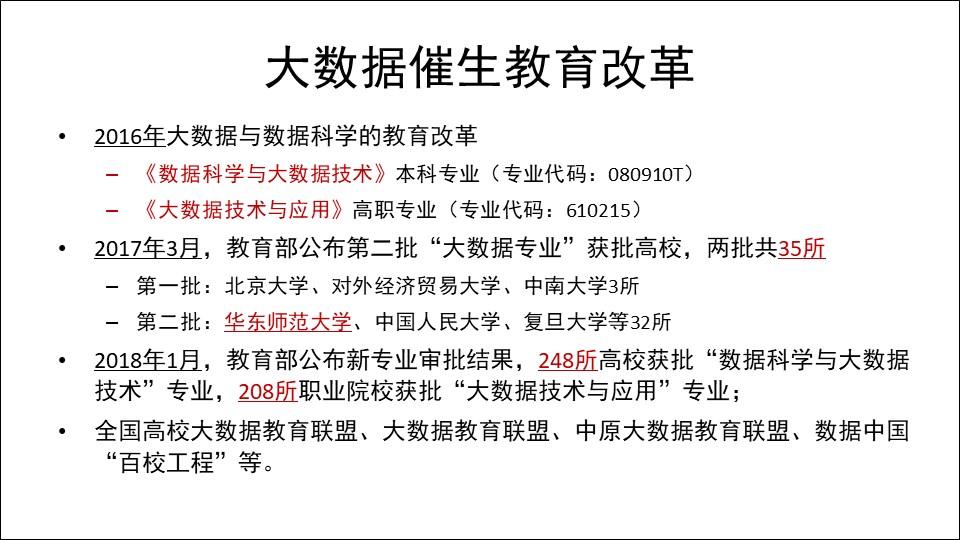 大数据催生教育改革
• 2016年大数据与数据科学的教育改革
– 《数据科学与大数据技术》本科专业（专业代码：080910T）
– 《大数据技术与应用》高职专业（专业代码：610215）
• 2017年3月，教育部公布第二批“大数据专业”获批高校，两批共35所
– 第一批：北京大学、对外经济贸易大学、中南大学3所
– 第二批：华东师范大学、中国人民大学、复旦大学等32所
• 2018年1月，教育部公布新专业审批结果，248所高校获批“数据科学与大数据
技术”专业，208所职业院校获批“大数据技术与应用”专业；
• 全国高校大数据教育联盟、大数据教育联盟、中原大数据教育联盟、数据中国
“百校工程”等。